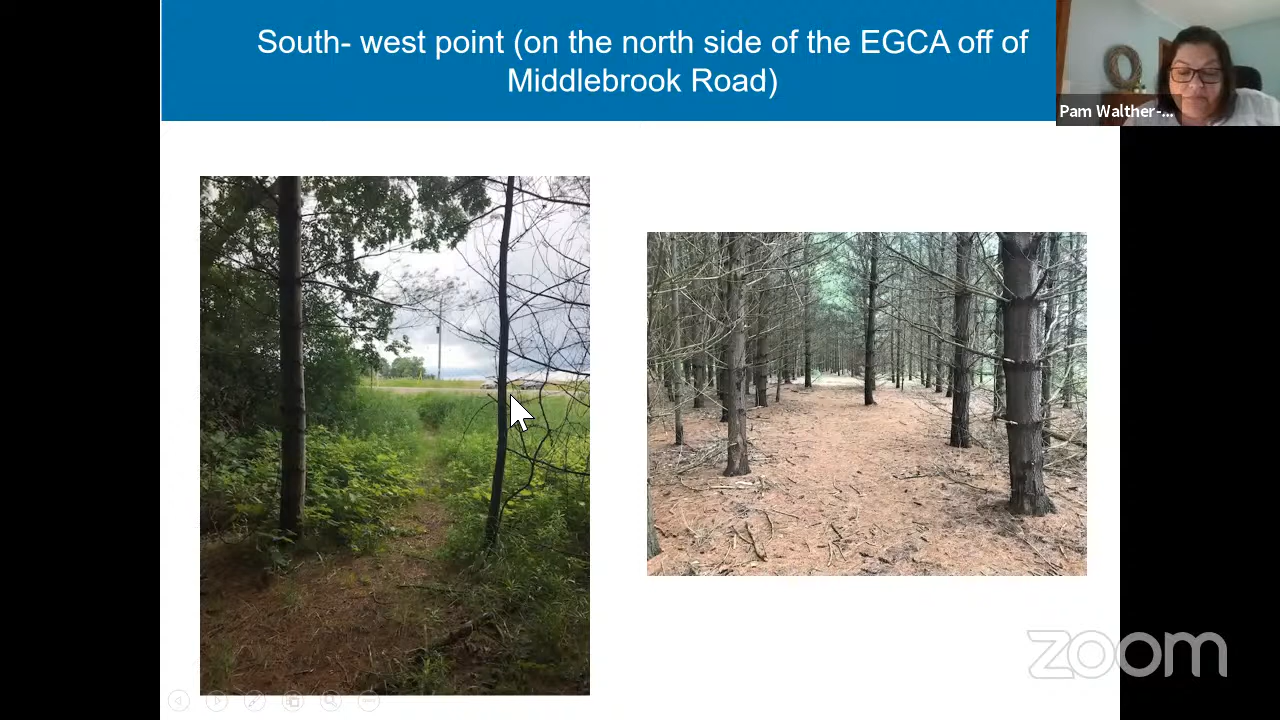 South- west point (on the north side of the EGCA off of
Middlebrook Road)
Pam Walther-...
zoom